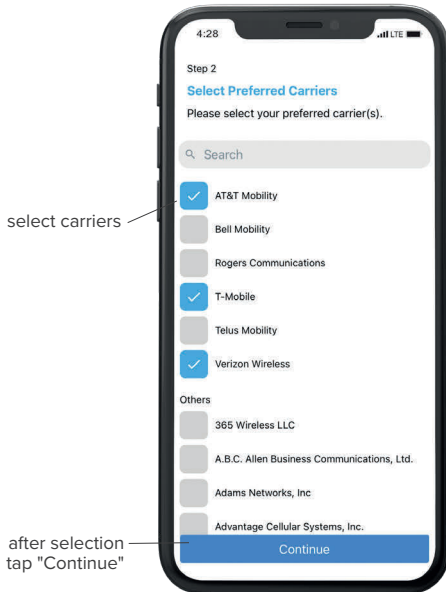 4:28
LTE
Step 2
Select Preferred Carriers
Please select your preferred carrier(s).
Search
select carriers
AT&T Mobility
Bell Mobility
Rogers Communications
T-Mobile
Telus Mobility
Verizon Wireless
Others
365 Wireless LLC
A.B.C. Allen Business Communications, Ltd.
Adams Networks, Inc
Advantage Cellular Systems, Inc.
after selection
tap "Continue"
Continue